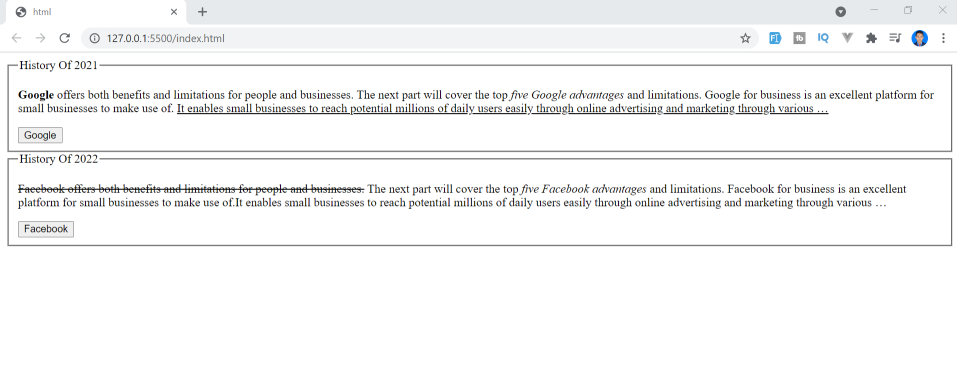 html
127.0.0.1:5500/index.html
FI
tb
IQ
History Of 2021
Google offers both benefits and limitations for people and businesses. The next part will cover the top five Google advantages and limitations. Google for business is an excellent platform for
small businesses to make use of. It enables small businesses to reach potential millions of daily users easily through online advertising and marketing through various …
Google
History Of 2022
Facebook offers both benefits and limitations for people and businesses. The next part will cover the top five Facebook advantages and limitations. Facebook for business is an excellent
platform for small businesses to make use of.It enables small businesses to reach potential millions of daily users easily through online advertising and marketing through various …
Facebook